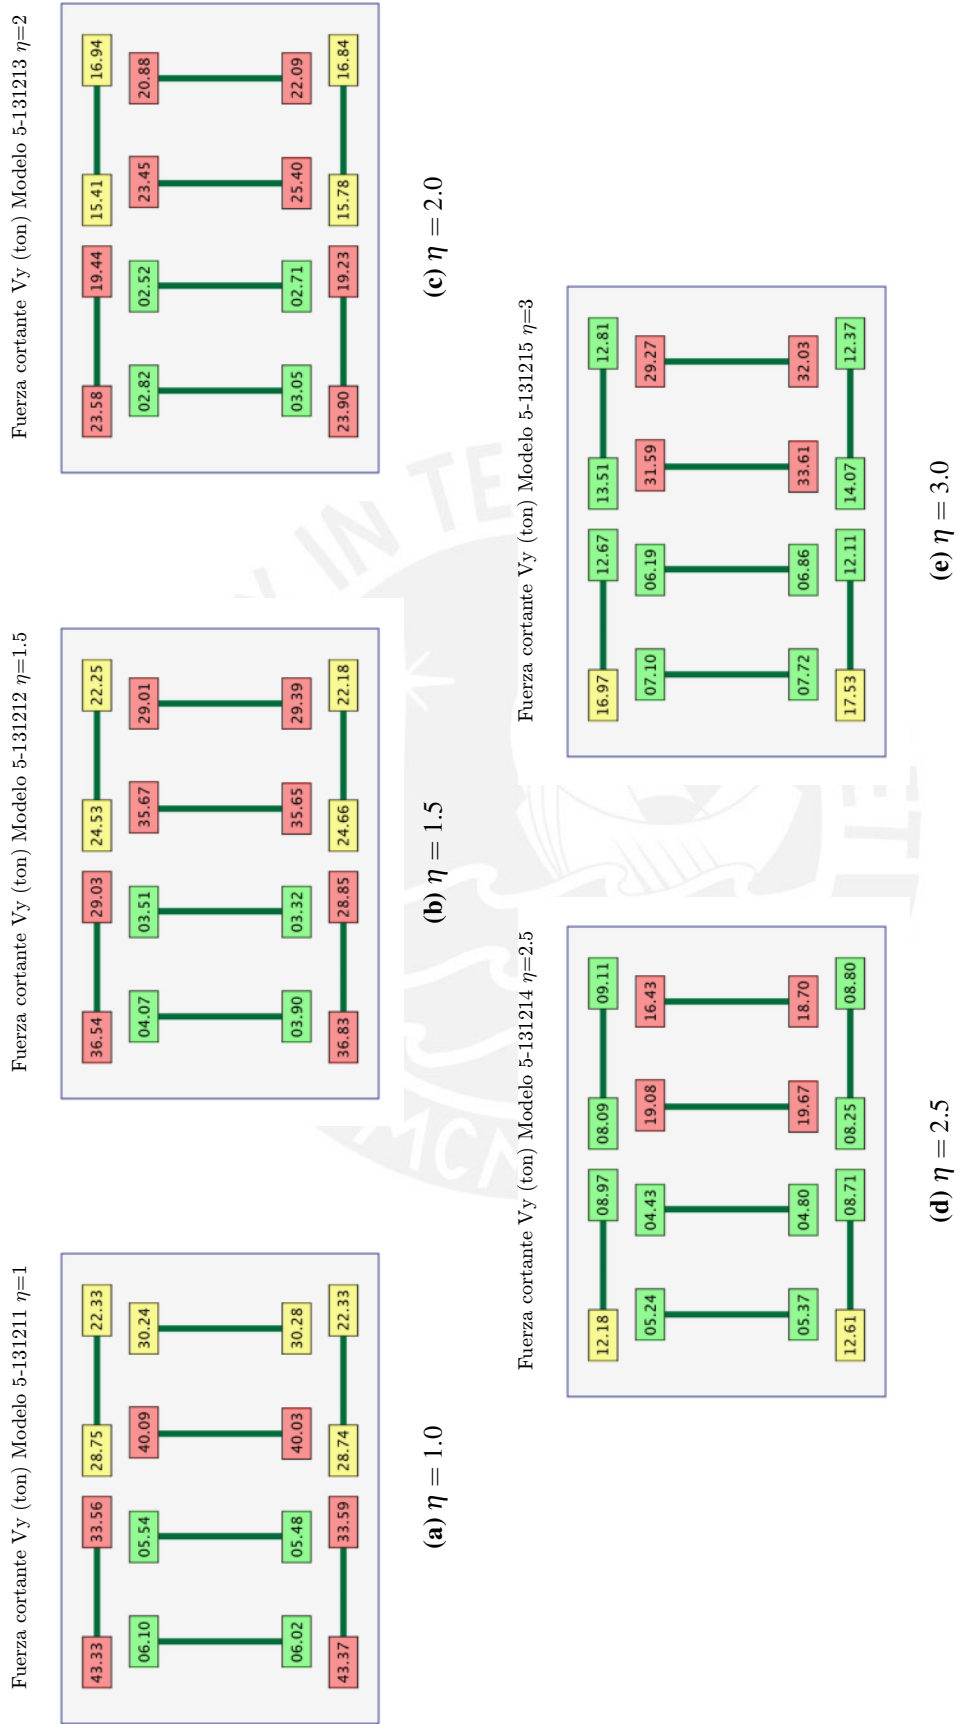 Fuerza cortante Vy (ton) Modelo 5-131211 η=1
43.33 33.56 28.75 22.33
06.10 05.54 40.09 30.24
06.02 05.48 40.03 30.28
43.37 33.59 28.74 22.33
(a) η = 1.0
Fuerza cortante Vy (ton) Modelo 5-131212 η=1.5
36.54 29.03 24.53 22.25
04.07 03.51 35.67 29.01
03.90 03.32 35.65 29.39
36.83 28.85 24.66 22.18
(b) η = 1.5
Fuerza cortante Vy (ton) Modelo 5-131213 η=2
23.58 19.44 15.41 16.94
02.82 02.52 23.45 20.88
03.05 02.71 25.40 22.09
23.90 19.23 15.78 16.84
(c) η = 2.0
IN TE
Fuerza cortante Vy (ton) Modelo 5-131214 η=2.5
12.18 08.97 08.09 09.11
05.24 04.43 19.08 16.43
05.37 04.80 19.67 18.70
12.61 08.71 08.25 08.80
(d) η = 2.5
Fuerza cortante Vy (ton) Modelo 5-131215 η=3
16.97 12.67 13.51 12.81
07.10 06.19 31.59 29.27
07.72 06.86 33.61 32.03
17.53 12.11 14.07 12.37
(e) η = 3.0